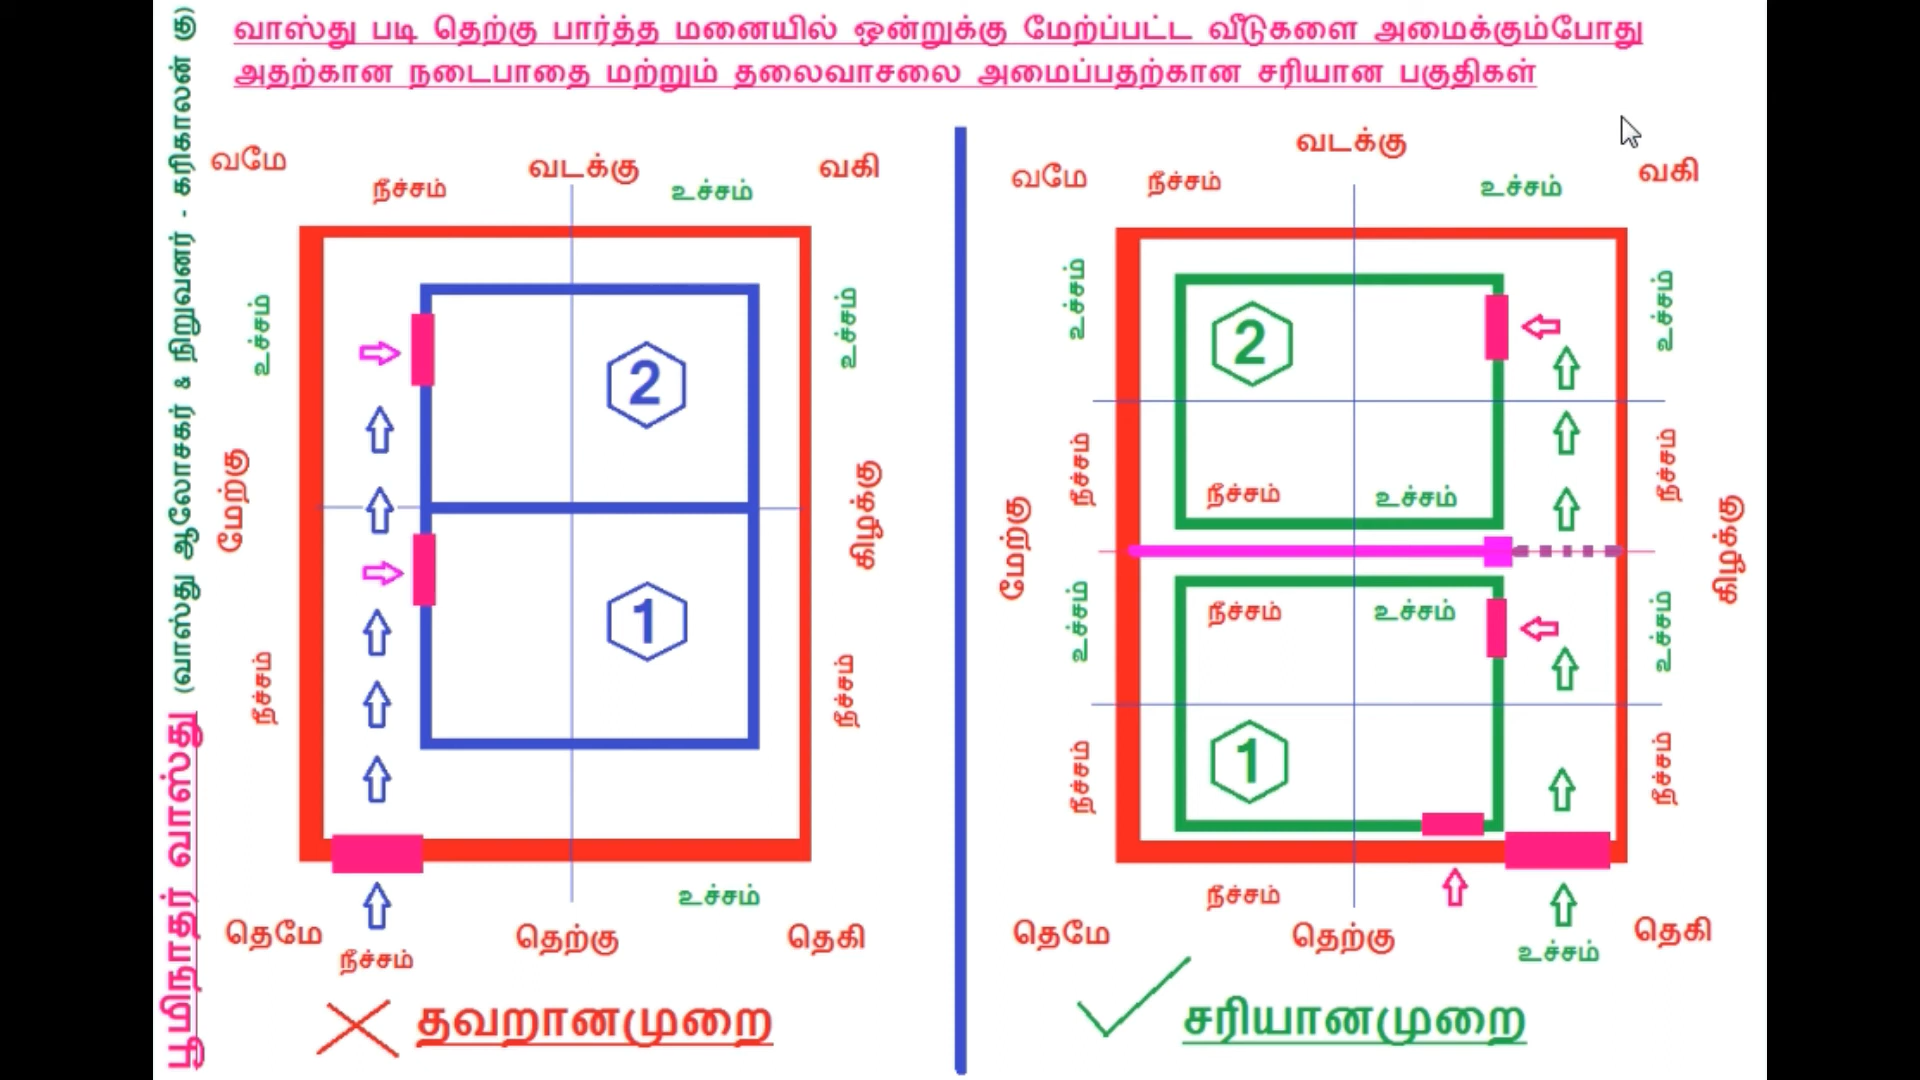 வாஸ்து படி தெற்கு பார்த்த மனையில் ஒன்றுக்கு மேற்ப்பட்ட வீடுகளை அமைக்கும்போது
அதற்கான நடைபாதை மற்றும் தலைவாசலை அமைப்பதற்கான சரியான பகுதிகள்
பூமிநாதர் வாஸ்து (வாஸ்து ஆலோசகர் & நிறுவனர் - கரிகாலன் கு)
வமே
நீச்சம்
வடக்கு
உச்சம்
வகி
உச்சம்
உச்சம்
2
மேற்கு
கிழக்கு
1
நீச்சம்
நீச்சம்
உச்சம்
தெமே
தெற்கு
தெகி
நீச்சம்
தவறானமுறை
வடக்கு
வமே
நீச்சம்
உச்சம்
வகி
உச்சம்
உச்சம்
2
நீச்சம்
நீச்சம்
நீச்சம்
உச்சம்
மேற்கு
கிழக்கு
உச்சம்
நீச்சம்
உச்சம்
உச்சம்
1
நீச்சம்
நீச்சம்
நீச்சம்
தெமே
தெற்கு
தெகி
உச்சம்
சரியானமுறை